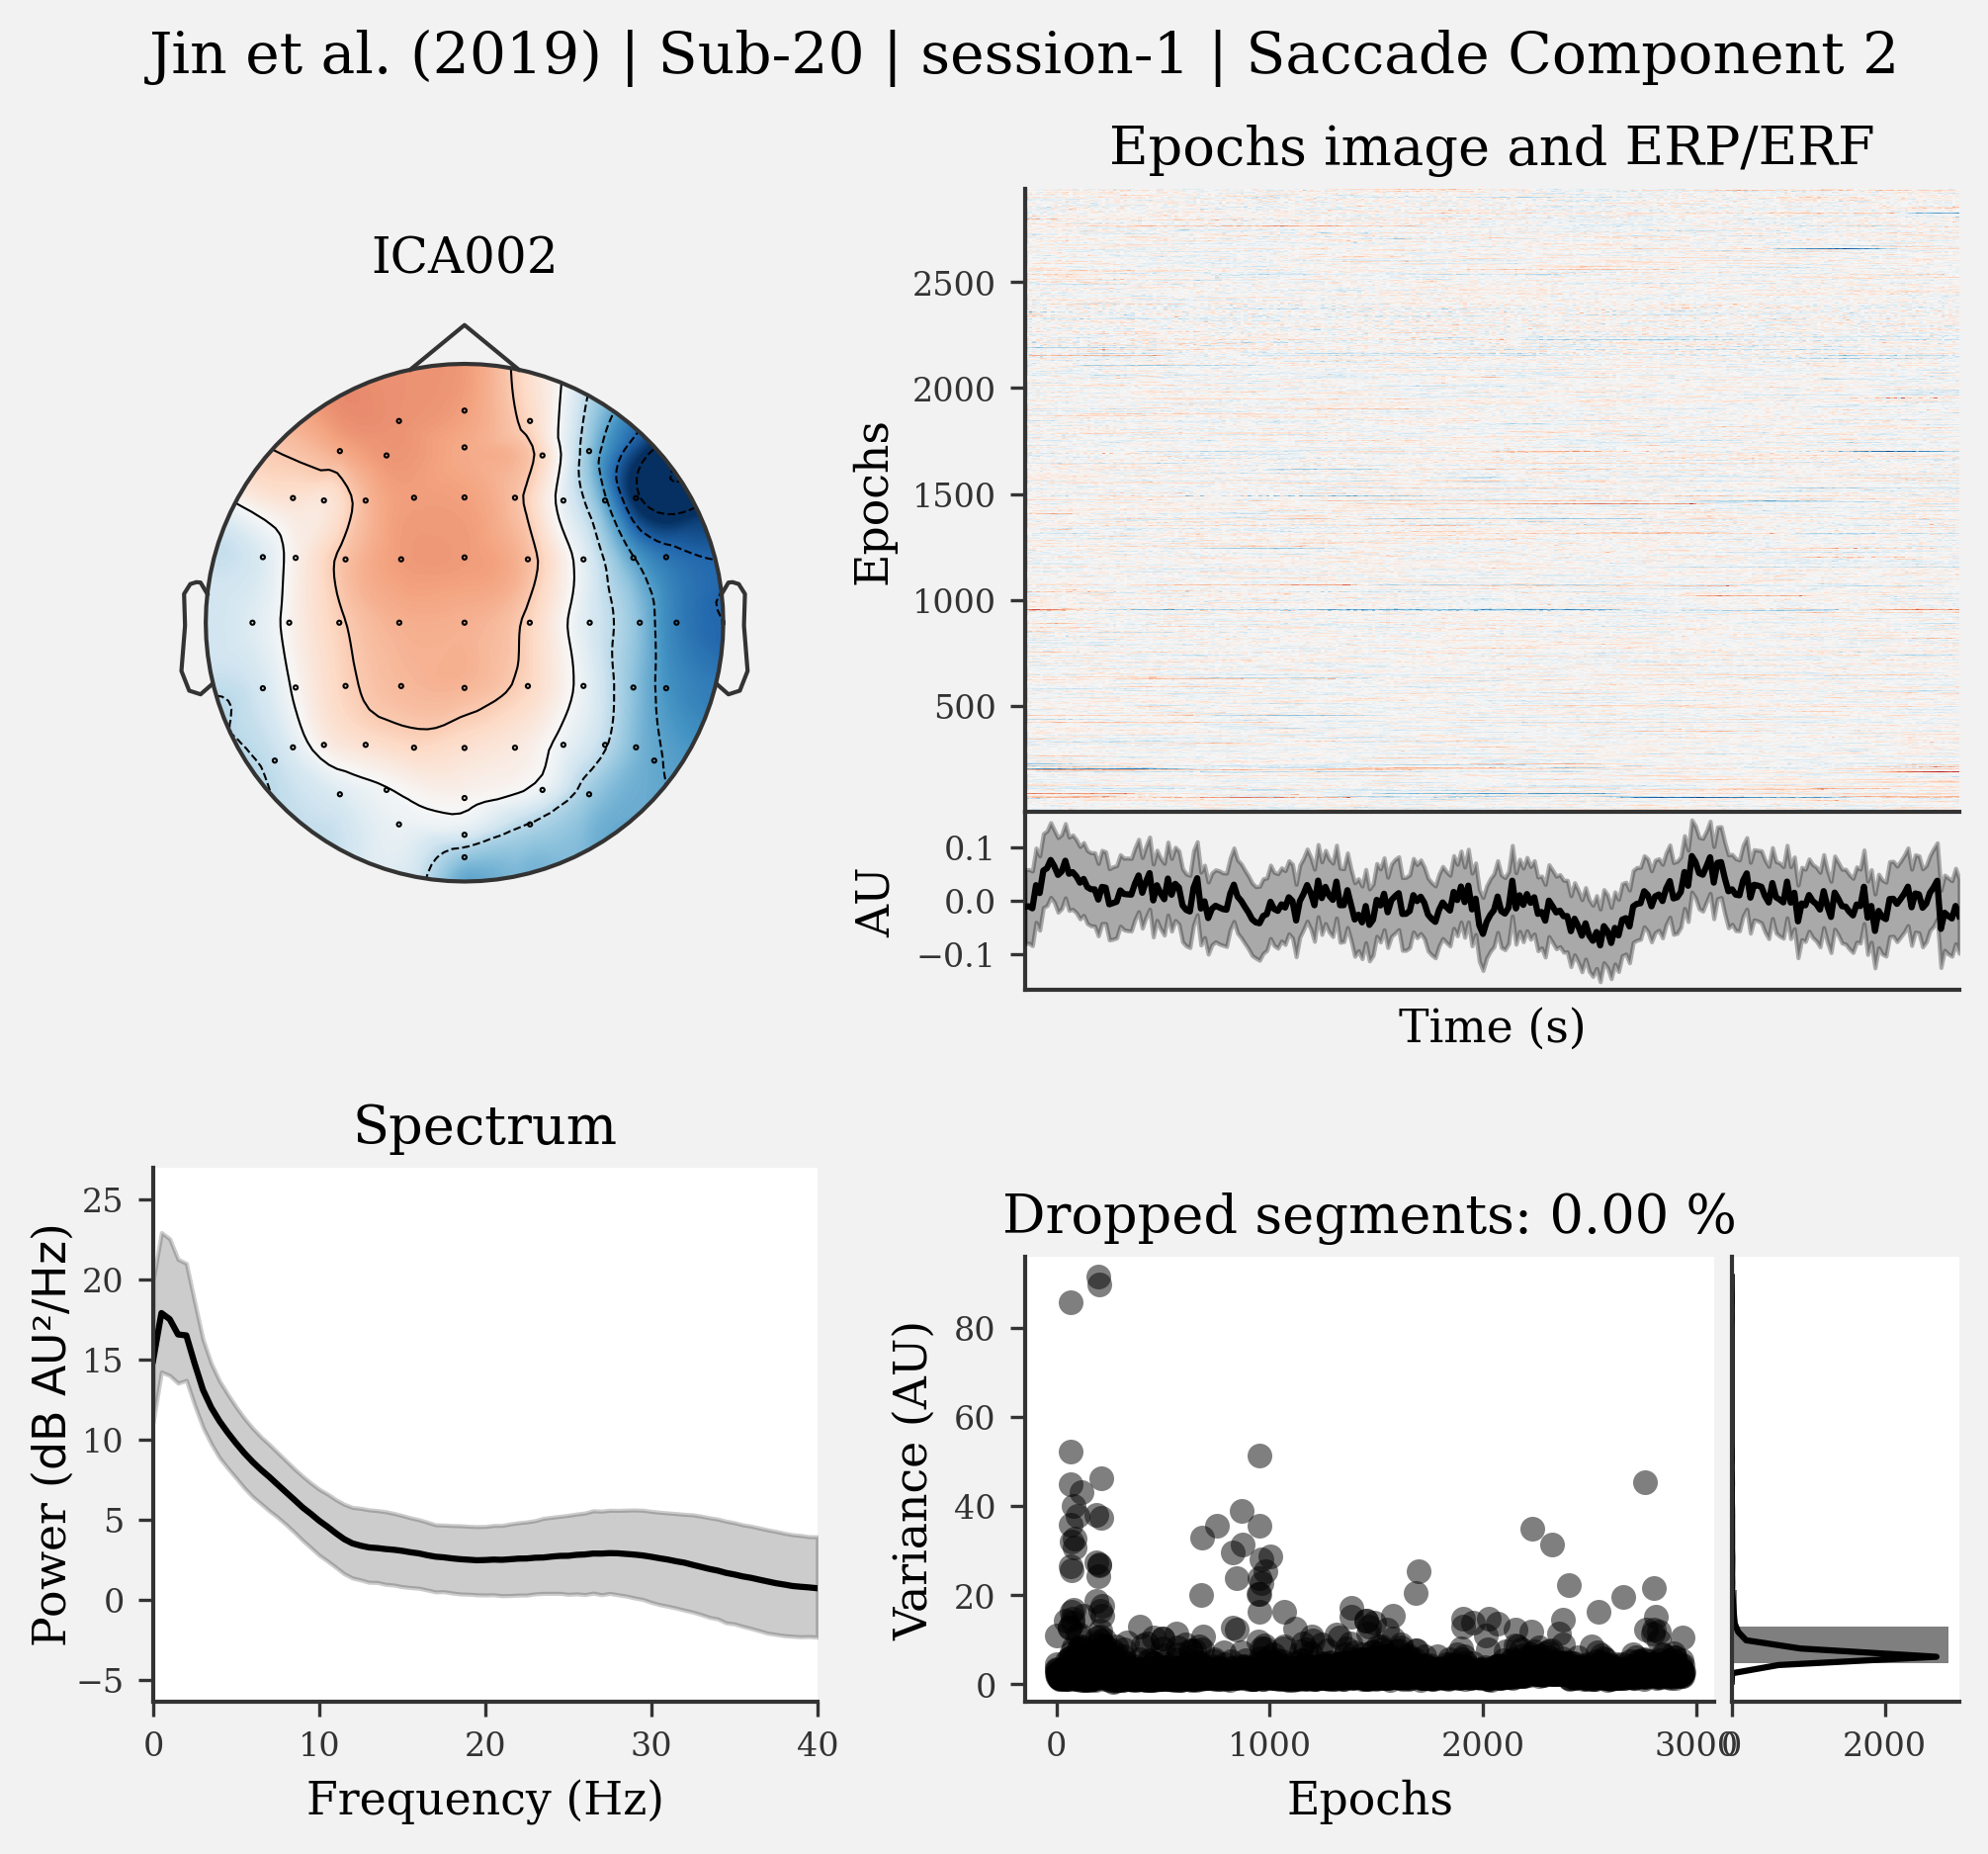 Jin et al. (2019) | Sub-20 | session-1 | Saccade Component 2
ICA002
Epochs image and ERP/ERF
Epochs
2500
2000
1500
1000
500
AU
0.1
0.0
−0.1
Time (s)
Spectrum
Power (dB AU²/Hz)
25
20
15
10
5
0
−5
0 10 20 30 40
Frequency (Hz)
Dropped segments: 0.00 %
Variance (AU)
80
60
40
20
0
0 1000 2000 3000
0 2000
Epochs